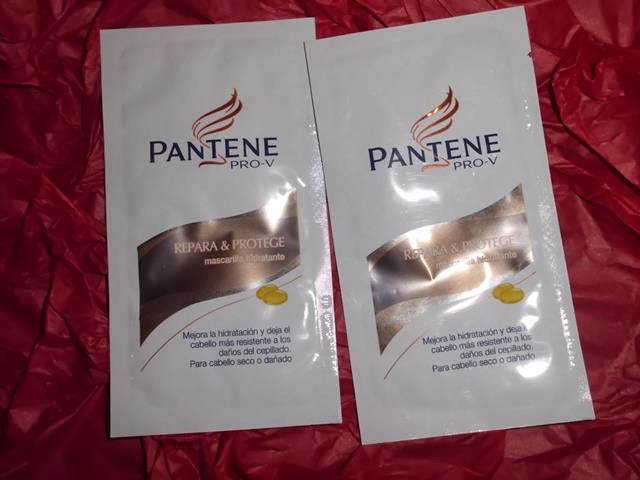 PANTENE
PRO-V
REPARA & PROTEGE
mascarilla hidratante
Mejora la hidratación y deja el
cabello más resistente a los
daños del cepillado.
Para cabello seco o dañado
PANTENE
PRO-V
REPARA & PROTEGE
mascarilla hidratante
Mejora la hidratación y deja el
cabello más resistente a los
daños del cepillado.
Para cabello seco o dañado